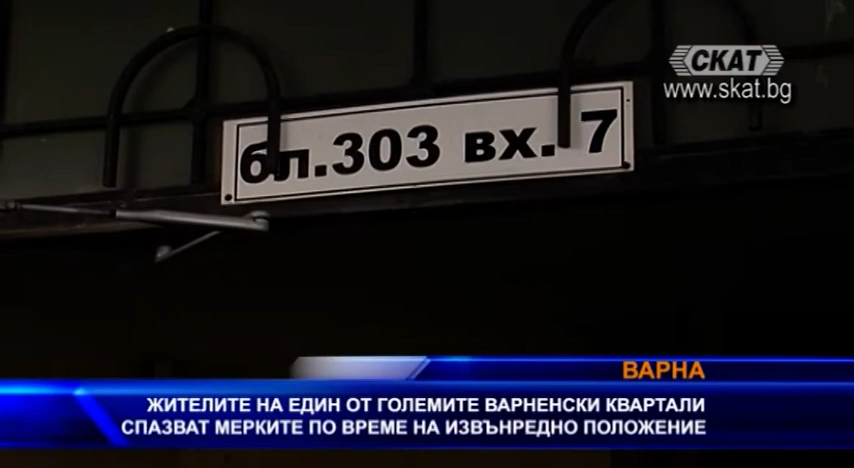 СКАТ
www.skat.bg
бл.303 вх. 7
ВАРНА
ЖИТЕЛИТЕ НА ЕДИН ОТ ГОЛЕМИТЕ ВАРНЕНСКИ КВАРТАЛИ
СПАЗВАТ МЕРКИТЕ ПО ВРЕМЕ НА ИЗВЪНРЕДНО ПОЛОЖЕНИЕ